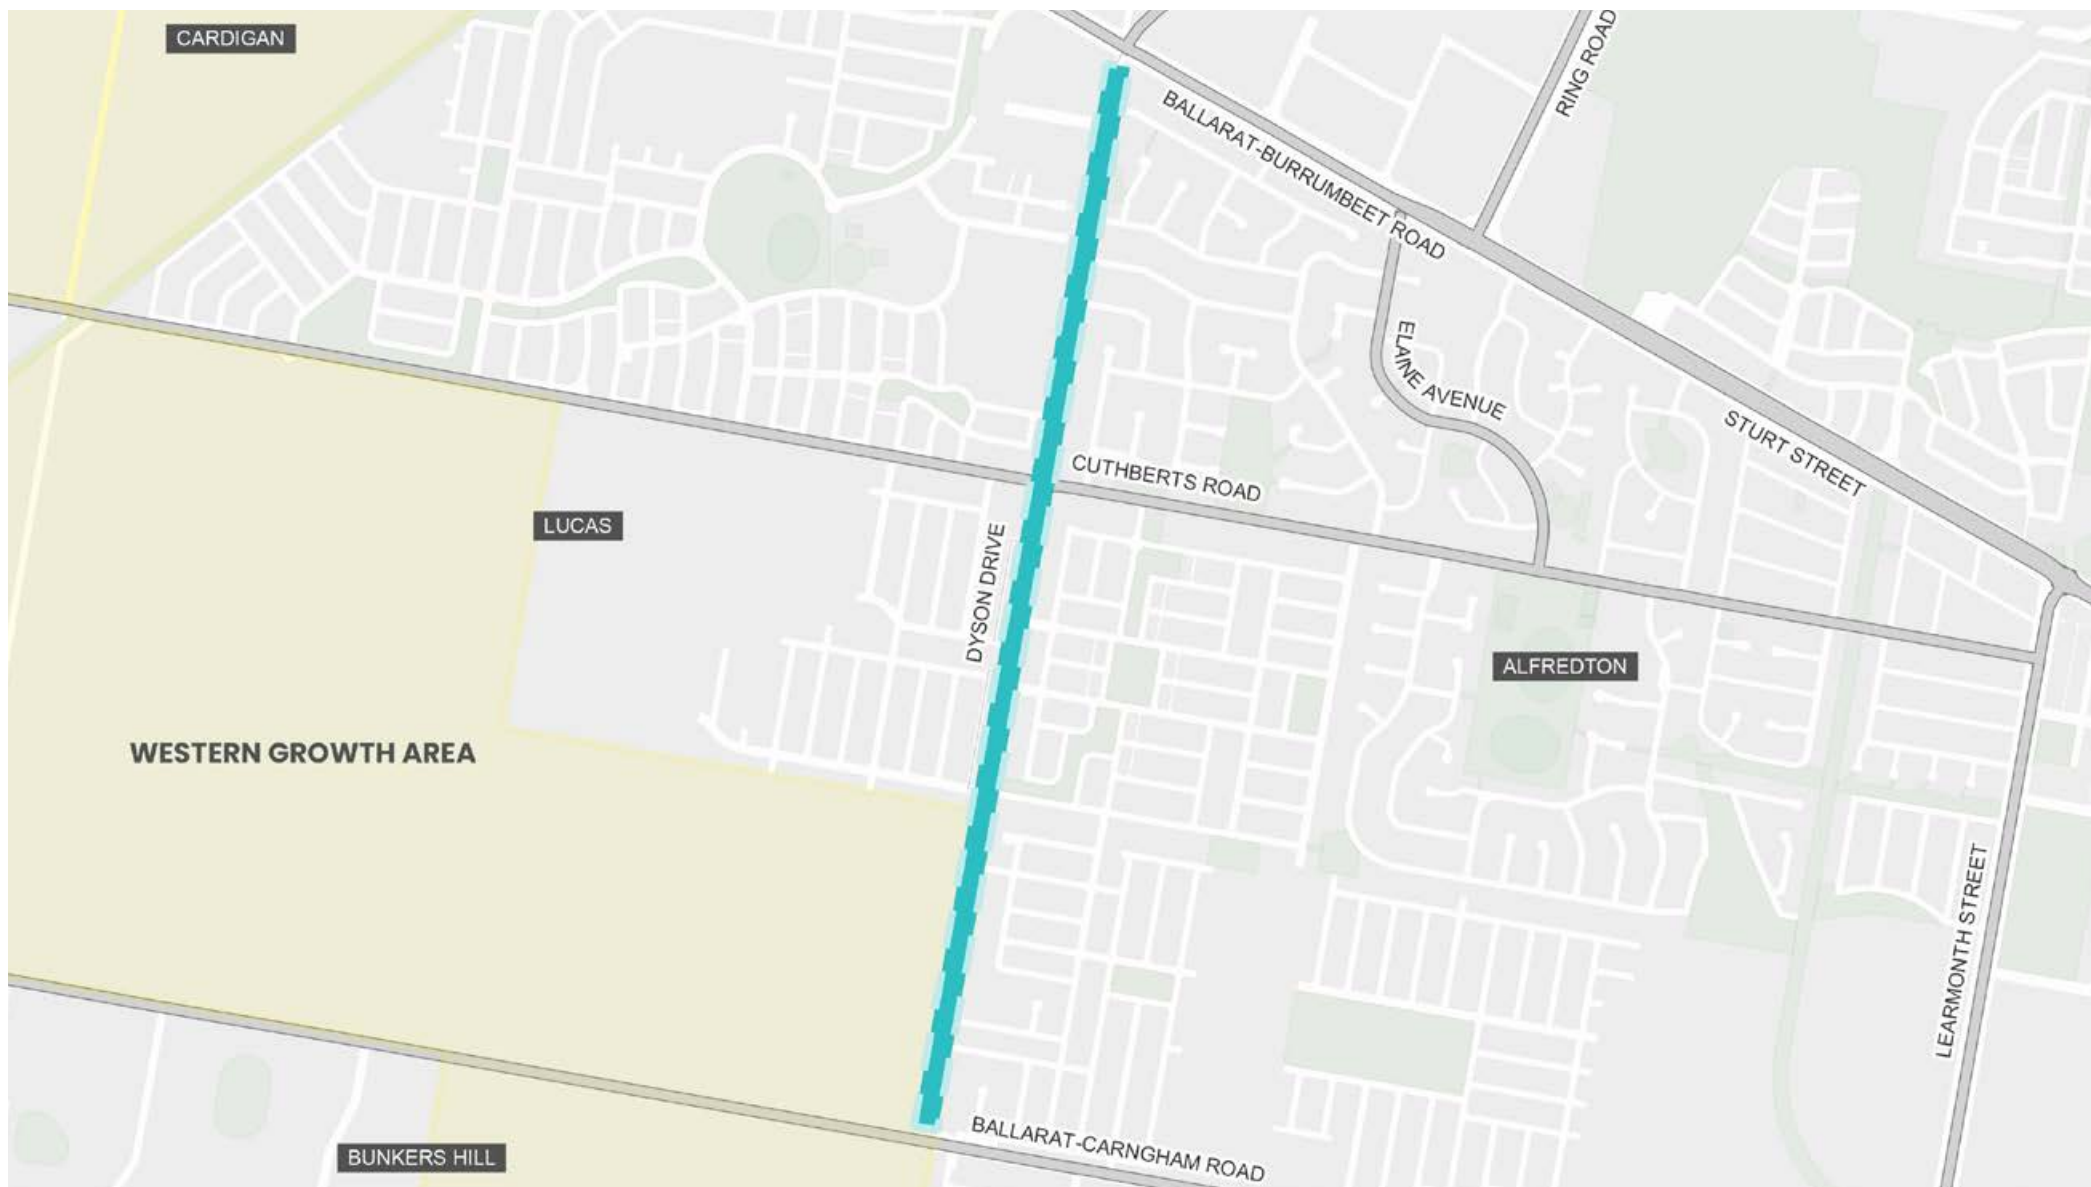 CARDIGAN
RING ROAD
BALLARAT-BURRUMBEET ROAD
ELAINE AVENUE
STURT STREET
CUTHBERTS ROAD
LUCAS
DYSON DRIVE
ALFREDTON
WESTERN GROWTH AREA
LEARMONTH STREET
BALLARAT-CARNGHAM ROAD
BUNKERS HILL